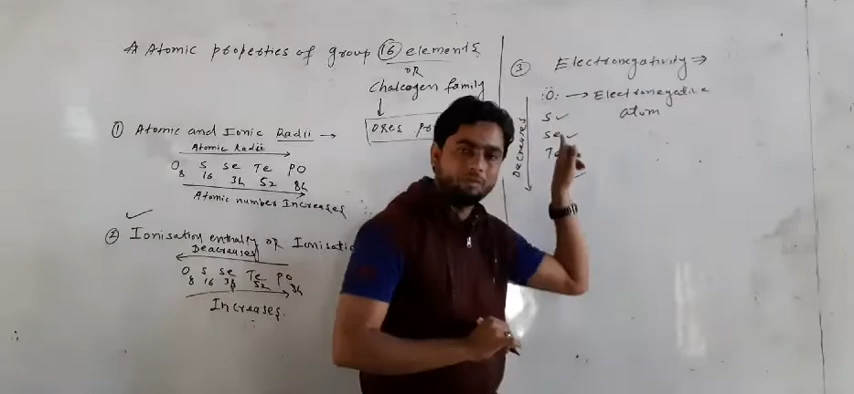 Atomic properties of group 16 elements
OR
Chalcogen family
ORES
① Atomic and Ionic Radii →
Atomic Radii
O S Se Te PO
8 16 34 52 84
Atomic number Increases
② Ionisation enthalpy or Ionisatio
Deacreases
O S Se Te PO
8 16 34 52 84
Increases
③ Electronegativity ⇒
:Ö: → Electronegative
atom
S ✓
Se ✓
Te
Decreases